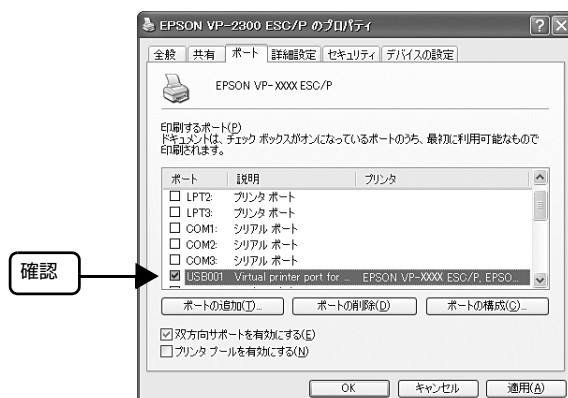 EPSON VP-2300 ESC/P のプロパティ
全般 共有 ポート 詳細設定 セキュリティ デバイスの設定
EPSON VP-XXXX ESC/P
印刷するポート(P)
ドキュメントは、チェック ボックスがオンになっているポートのうち、最初に利用可能なもので
印刷されます。
ポート 説明 プリンタ
LPT2: プリンタ ポート
LPT3: プリンタ ポート
COM1: シリアル ポート
COM2: シリアル ポート
COM3: シリアル ポート
確認
USB001 Virtual printer port for ... EPSON VP-XXXX ESC/P, EPSO...
ポートの追加(T)... ポートの削除(D) ポートの構成(C)...
双方向サポートを有効にする(E)
プリンタ プールを有効にする(N)
OK キャンセル 適用(A)